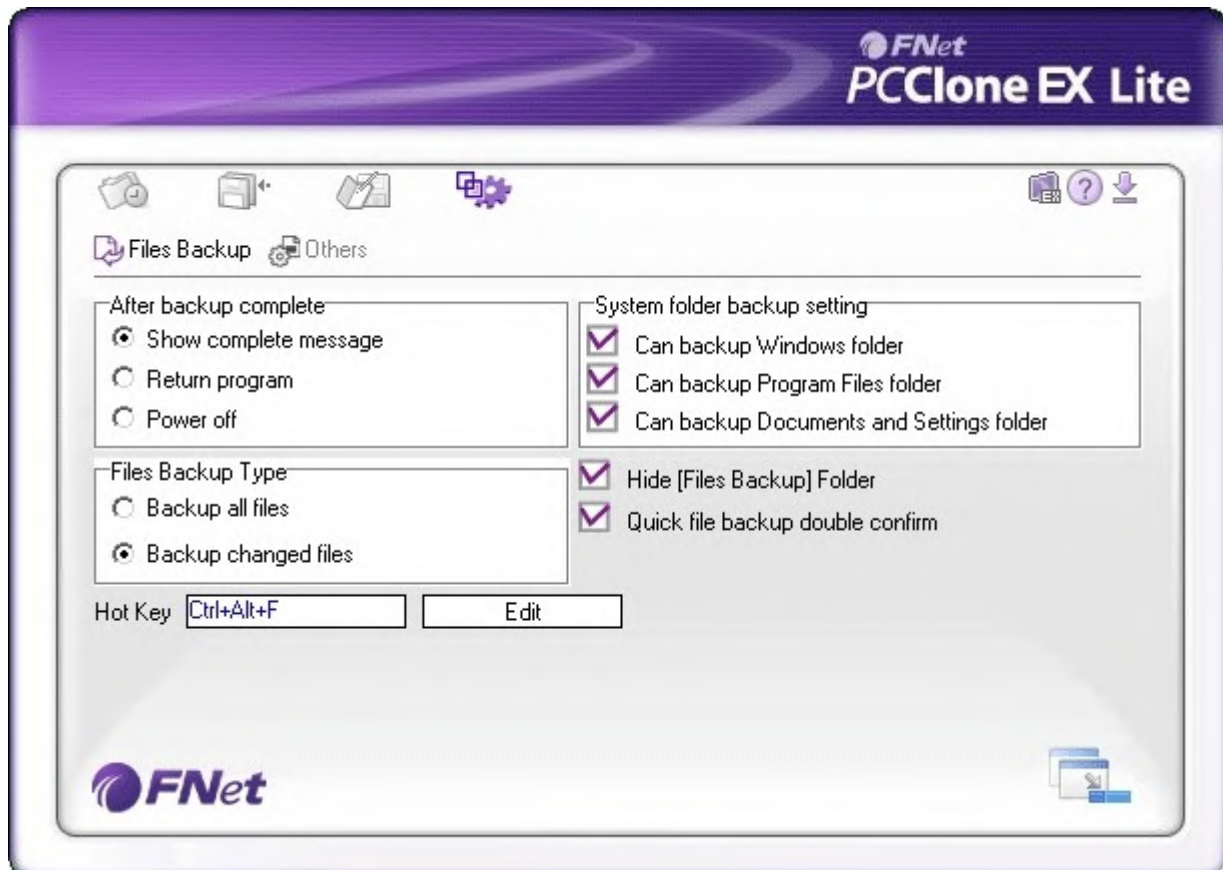 FNet
PCClone EX Lite
Files Backup
Others
After backup complete
Show complete message
Return program
Power off
System folder backup setting
Can backup Windows folder
Can backup Program Files folder
Can backup Documents and Settings folder
Files Backup Type
Backup all files
Backup changed files
Hide [Files Backup] Folder
Quick file backup double confirm
Hot Key Ctrl+Alt+F Edit
FNet